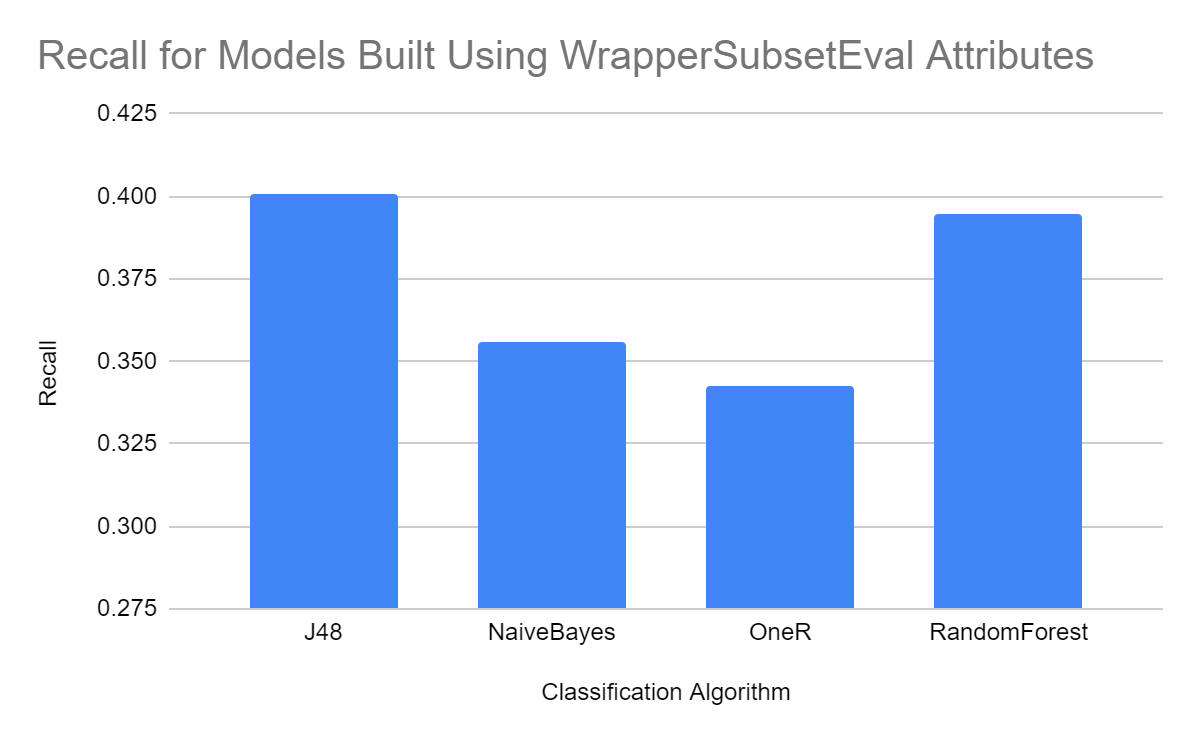 Recall for Models Built Using WrapperSubsetEval Attributes
0.425
0.400
0.375
0.350
0.325
0.300
0.275
Recall
J48 NaiveBayes OneR RandomForest
Classification Algorithm